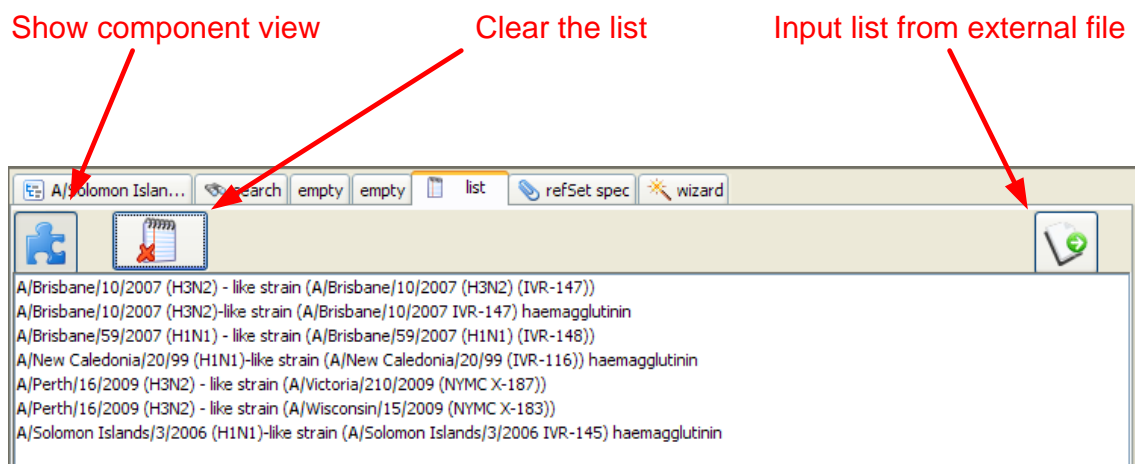 Show component view Clear the list Input list from external file
A/Solomon Islan... search empty empty list refSet spec wizard
A/Brisbane/10/2007 (H3N2) - like strain (A/Brisbane/10/2007 (H3N2) (IVR-147))
A/Brisbane/10/2007 (H3N2)-like strain (A/Brisbane/10/2007 IVR-147) haemagglutinin
A/Brisbane/59/2007 (H1N1) - like strain (A/Brisbane/59/2007 (H1N1) (IVR-148))
A/New Caledonia/20/99 (H1N1)-like strain (A/New Caledonia/20/99 (IVR-116)) haemagglutinin
A/Perth/16/2009 (H3N2) - like strain (A/Victoria/210/2009 (NYMC X-187))
A/Perth/16/2009 (H3N2) - like strain (A/Wisconsin/15/2009 (NYMC X-183))
A/Solomon Islands/3/2006 (H1N1)-like strain (A/Solomon Islands/3/2006 IVR-145) haemagglutinin